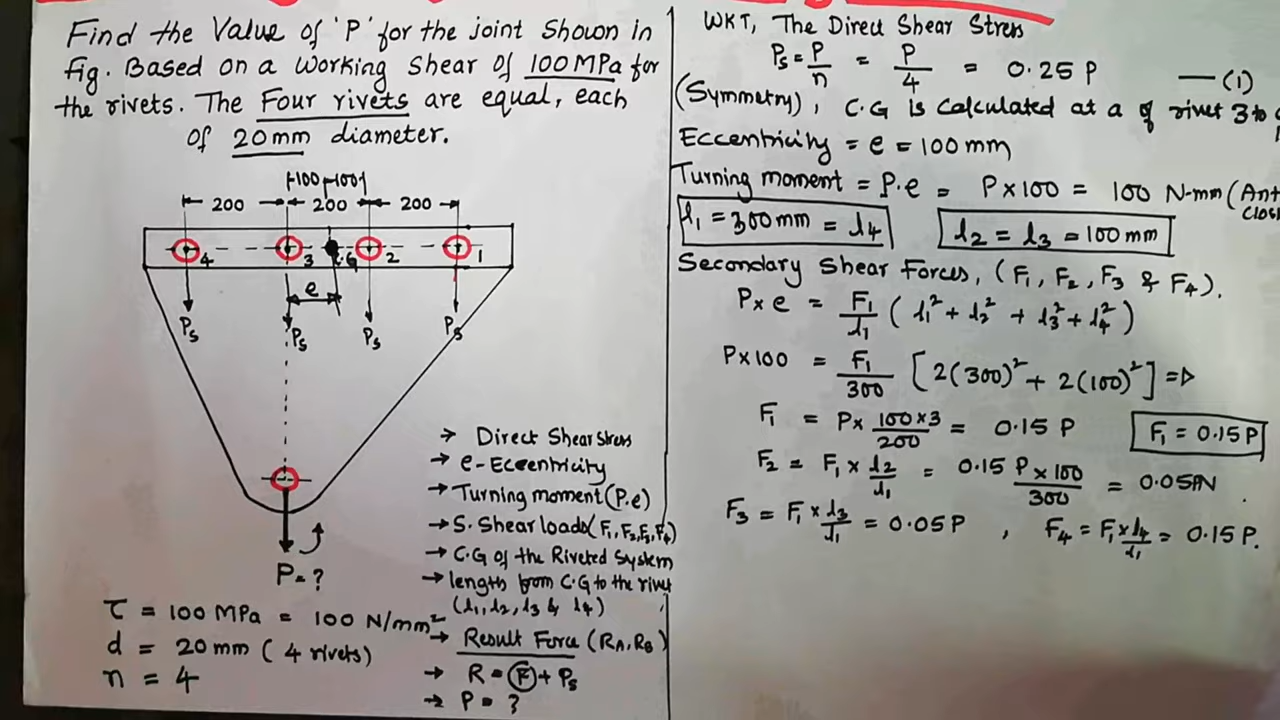 Find the Value of 'P' for the joint Shown in
fig. Based on a Working Shear of 100 MPa for
the rivets. The Four rivets are equal, each
of 20mm diameter.
100 100
200 200 200
4 3 CG 2 1
e
Ps Ps Ps Ps
P = ?
τ = 100 MPa = 100 N/mm²
d = 20 mm ( 4 rivets)
n = 4
→ Direct Shear Stress
→ e - Eccentricity
→ Turning moment (P.e)
→ S. Shear loads (F1, F2, F3, F4)
→ C.G of the Riveted System
→ length from C.G to the rivet
(l1, l2, l3 & l4)
→ Result Force (RA, RB)
→ R = F + Ps
→ P = ?
WKT, The Direct Shear Stress
Ps = P/n = P/4 = 0.25 P — (1)
(Symmetry), C.G is Calculated at a of rivet 3 to
Eccentricity = e = 100 mm
Turning moment = P.e = P × 100 = 100 N-mm (Ant
l1 = 300 mm = l4 l2 = l3 = 100 mm
Secondary Shear Forces, (F1, F2, F3 & F4).
P × e = F1/l1 ( l1² + l2² + l3² + l4² )
P × 100 = F1/300 [ 2(300)² + 2(100)² ] ⇒
F1 = P × 100 × 3/200 = 0.15 P F1 = 0.15 P
F2 = F1 × l2/l1 = 0.15 P × 100/300 = 0.05 PN
F3 = F1 × l3/l1 = 0.05 P , F4 = F1 × l4/l1 = 0.15 P.